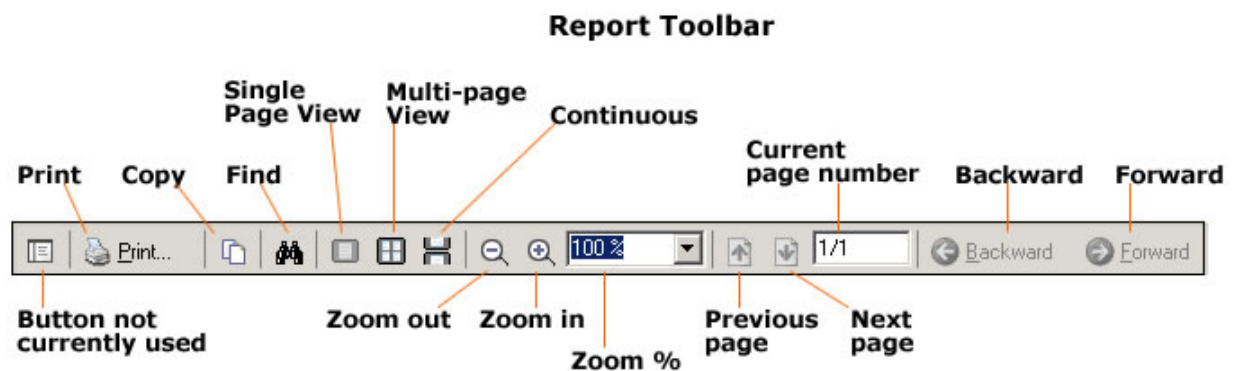 Report Toolbar
Single
Page View
Multi-page
View
Continuous
Print
Copy
Find
Current
page number
Backward
Forward
Print...
100 %
1/1
Backward
Forward
Button not
currently used
Zoom out
Zoom in
Zoom %
Previous
page
Next
page